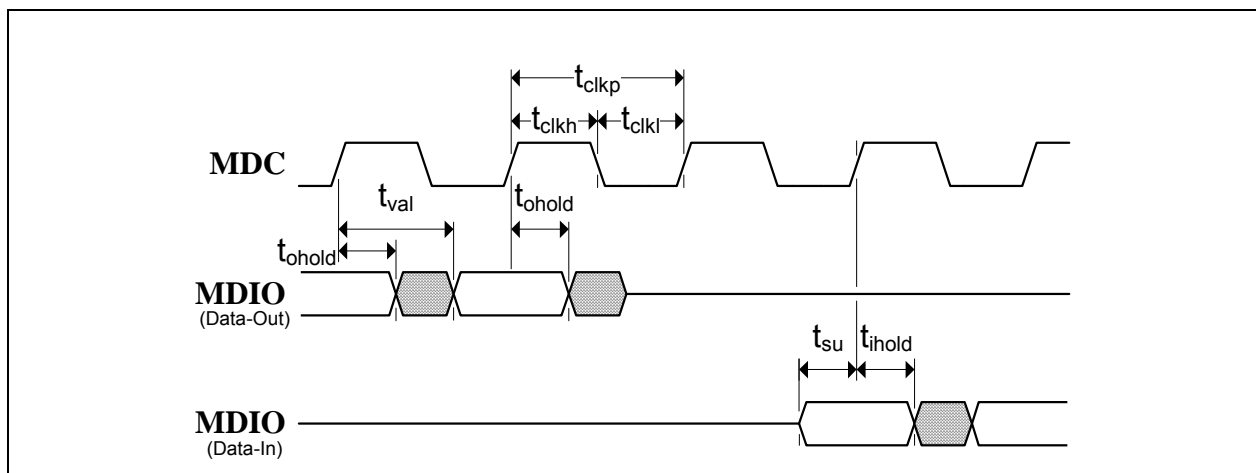 tclkp
tclkh tclkl
MDC
tval tohold
tohold
MDIO
(Data-Out)
tsu tihold
MDIO
(Data-In)